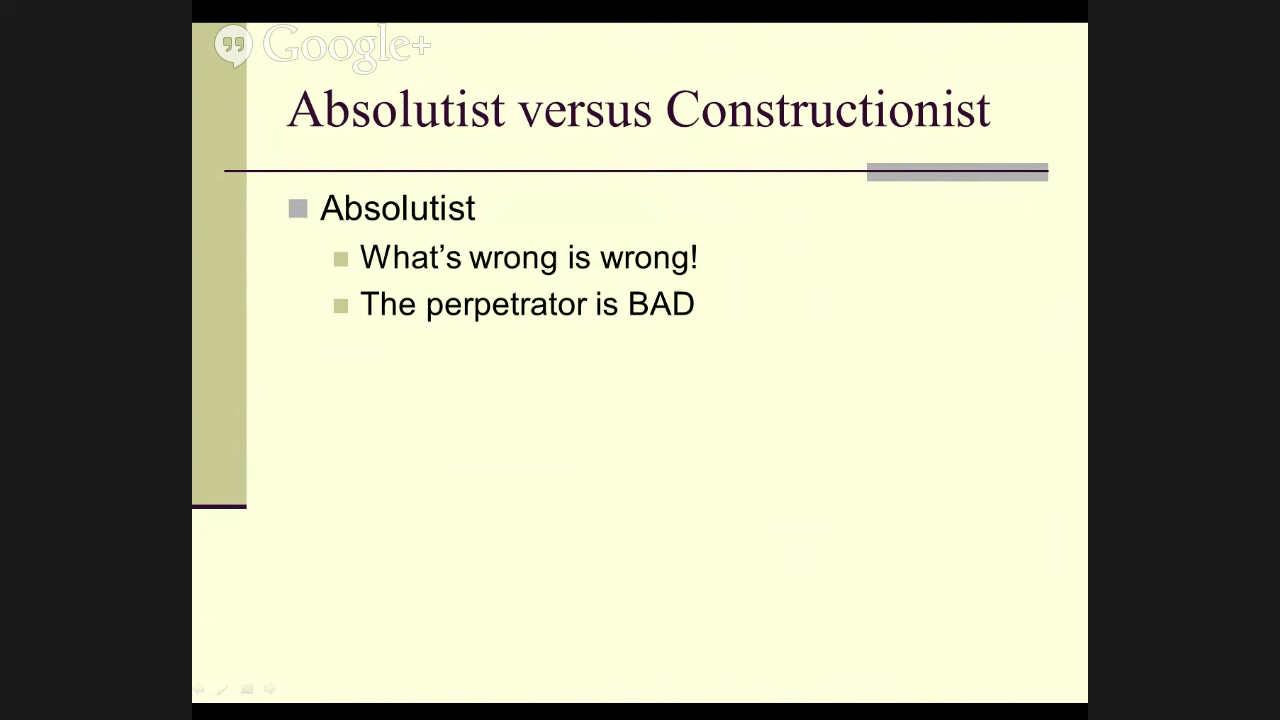 Google+
Absolutist versus Constructionist
Absolutist
What’s wrong is wrong!
The perpetrator is BAD